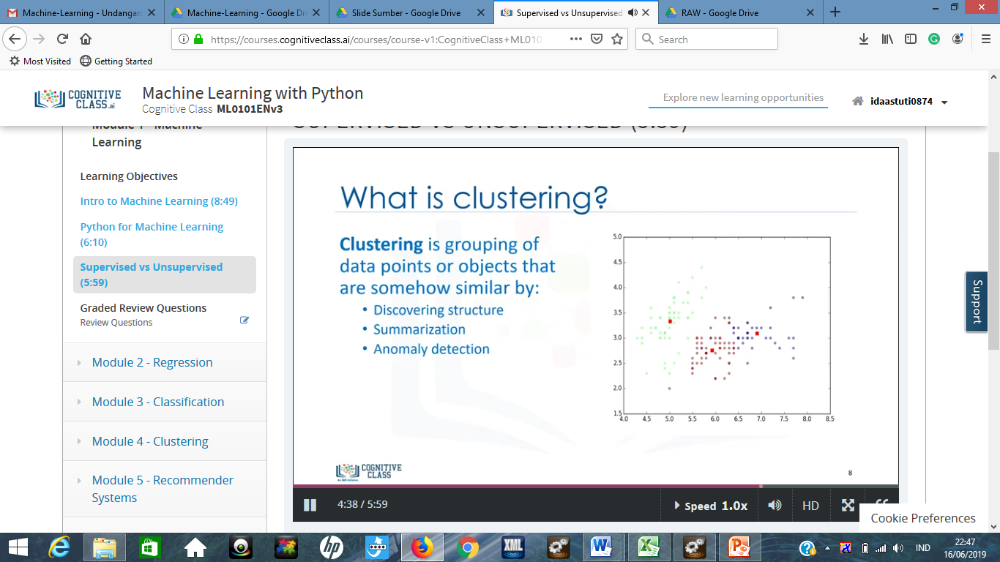 Machine-Learning - Undangan
Machine-Learning - Google Dri
Slide Sumber - Google Drive
Supervised vs Unsupervised
RAW - Google Drive
https://courses.cognitiveclass.ai/courses/course-v1:CognitiveClass+ML010
Search
Most Visited
Getting Started
COGNITIVE
CLASS.ai
Machine Learning with Python
Cognitive Class ML0101ENv3
Explore new learning opportunities
idaastuti0874
Module 1 - Machine
Learning
Learning Objectives
Intro to Machine Learning (8:49)
Python for Machine Learning
(6:10)
Supervised vs Unsupervised
(5:59)
Graded Review Questions
Review Questions
Module 2 - Regression
Module 3 - Classification
Module 4 - Clustering
Module 5 - Recommender
Systems
SUPERVISED VS UNSUPERVISED (5:59)
What is clustering?
Clustering is grouping of
data points or objects that
are somehow similar by:
• Discovering structure
• Summarization
• Anomaly detection
5.0
4.5
4.0
3.5
3.0
2.5
2.0
1.5
4.0 4.5 5.0 5.5 6.0 6.5 7.0 7.5 8.0 8.5
COGNITIVE
CLASS
An IBM Initiative
8
4:38 / 5:59
Speed 1.0x
HD
Support
Cookie Preferences
hp
XML
IND
22:47
16/06/2019